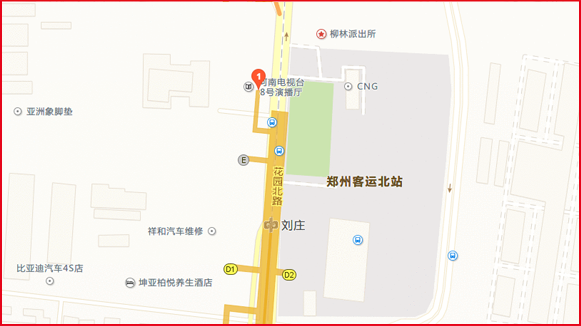 柳林派出所
1
河南电视台
8号演播厅
CNG
亚洲象脚垫
E
花园北路
郑州客运北站
刘庄
祥和汽车维修
比亚迪汽车4S店
D1
D2
坤亚柏悦养生酒店